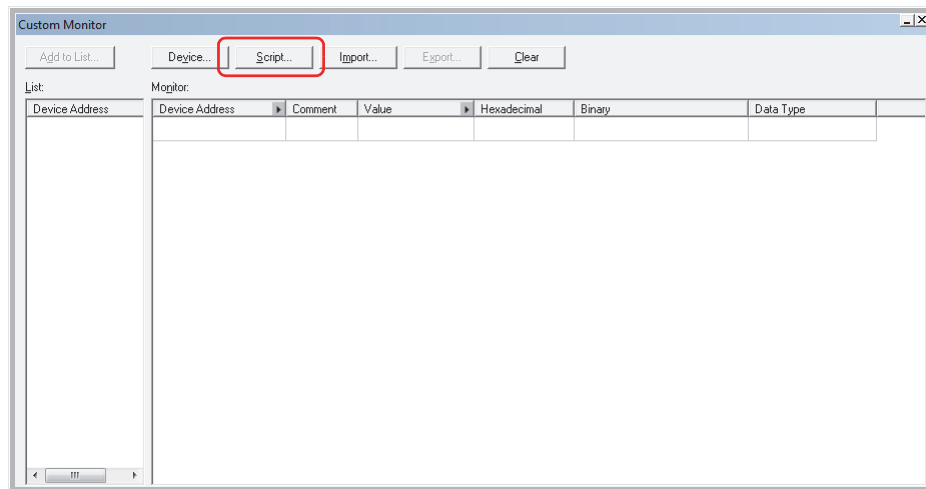 Custom Monitor
Add to List... Device... Script... Import... Export... Clear
List: Monitor:
Device Address Device Address Comment Value Hexadecimal Binary Data Type